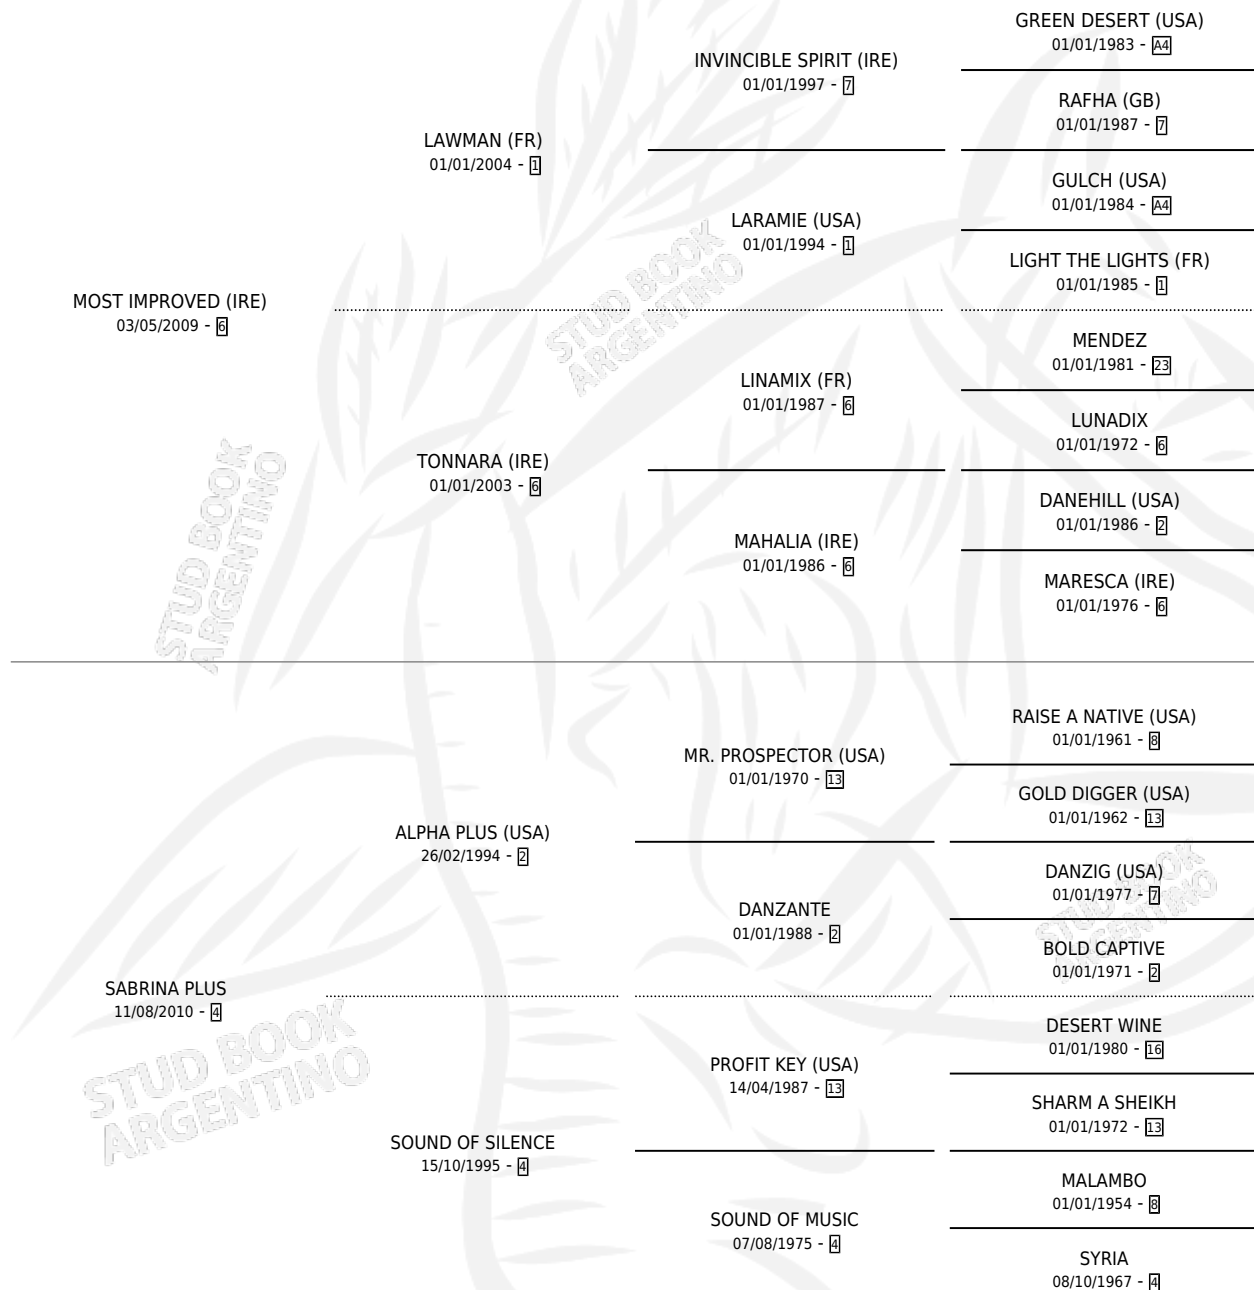 GREEN DESERT (USA)
01/01/1983 - A4
INVINCIBLE SPIRIT (IRE)
01/01/1997 - 7
RAFHA (GB)
01/01/1987 - 7
LAWMAN (FR)
01/01/2004 - 1
GULCH (USA)
01/01/1984 - A4
LARAMIE (USA)
01/01/1994 - 1
LIGHT THE LIGHTS (FR)
01/01/1985 - 1
MOST IMPROVED (IRE)
03/05/2009 - 6
MENDEZ
01/01/1981 - 23
LINAMIX (FR)
01/01/1987 - 6
LUNADIX
01/01/1972 - 6
TONNARA (IRE)
01/01/2003 - 6
DANEHILL (USA)
01/01/1986 - 2
MAHALIA (IRE)
01/01/1986 - 6
MARESCA (IRE)
01/01/1976 - 6
RAISE A NATIVE (USA)
01/01/1961 - 8
MR. PROSPECTOR (USA)
01/01/1970 - 13
GOLD DIGGER (USA)
01/01/1962 - 13
ALPHA PLUS (USA)
26/02/1994 - 2
DANZIG (USA)
01/01/1977 - 7
DANZANTE
01/01/1988 - 2
BOLD CAPTIVE
01/01/1971 - 2
SABRINA PLUS
11/08/2010 - 4
DESERT WINE
01/01/1980 - 16
PROFIT KEY (USA)
14/04/1987 - 13
SHARM A SHEIKH
01/01/1972 - 13
SOUND OF SILENCE
15/10/1995 - 4
MALAMBO
01/01/1954 - 8
SOUND OF MUSIC
07/08/1975 - 4
SYRIA
08/10/1967 - 4
STUD BOOK
ARGENTINO
STUD BOOK
ARGENTINO
STUD BOOK
ARGENTINO
STUD BOOK
ARGENTINO